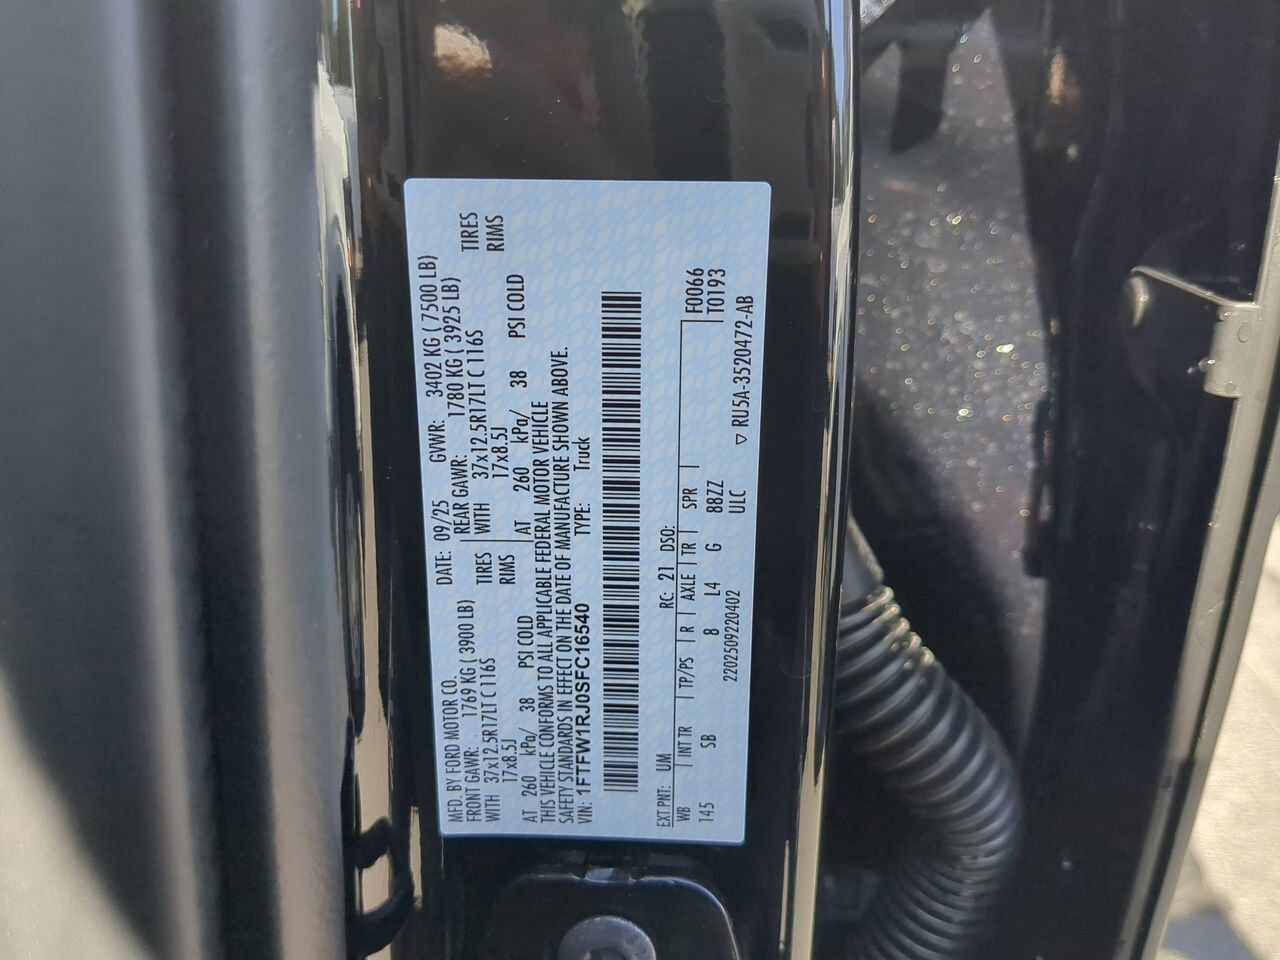 MFD. BY FORD MOTOR CO.
DATE: 09/25 GVWR: 3402 KG ( 7500 LB)
FRONT GAWR: 1769 KG ( 3900 LB) REAR GAWR: 1780 KG ( 3925 LB)
WITH 37x12.5R17LT C 116S TIRES WITH 37x12.5R17LT C 116S TIRES
17x8.5J RIMS 17x8.5J RIMS
AT 260 kPa/ 38 PSI COLD AT 260 kPa/ 38 PSI COLD
THIS VEHICLE CONFORMS TO ALL APPLICABLE FEDERAL MOTOR VEHICLE
SAFETY STANDARDS IN EFFECT ON THE DATE OF MANUFACTURE SHOWN ABOVE.
VIN: 1FTFW1RJ0SFC16540 TYPE: Truck
EXT PNT: UM RC: 21 DSO:
WB INT TR TP/PS R AXLE TR SPR F0066
145 SB 8 L4 G 88ZZ T0193
2202509220402 ULC ▽ RU5A-3520472-AB